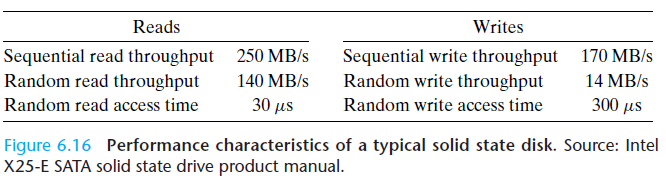 Reads Writes
Sequential read throughput 250 MB/s Sequential write throughput 170 MB/s
Random read throughput 140 MB/s Random write throughput 14 MB/s
Random read access time 30 μs Random write access time 300 μs
Figure 6.16 Performance characteristics of a typical solid state disk. Source: Intel
X25-E SATA solid state drive product manual.